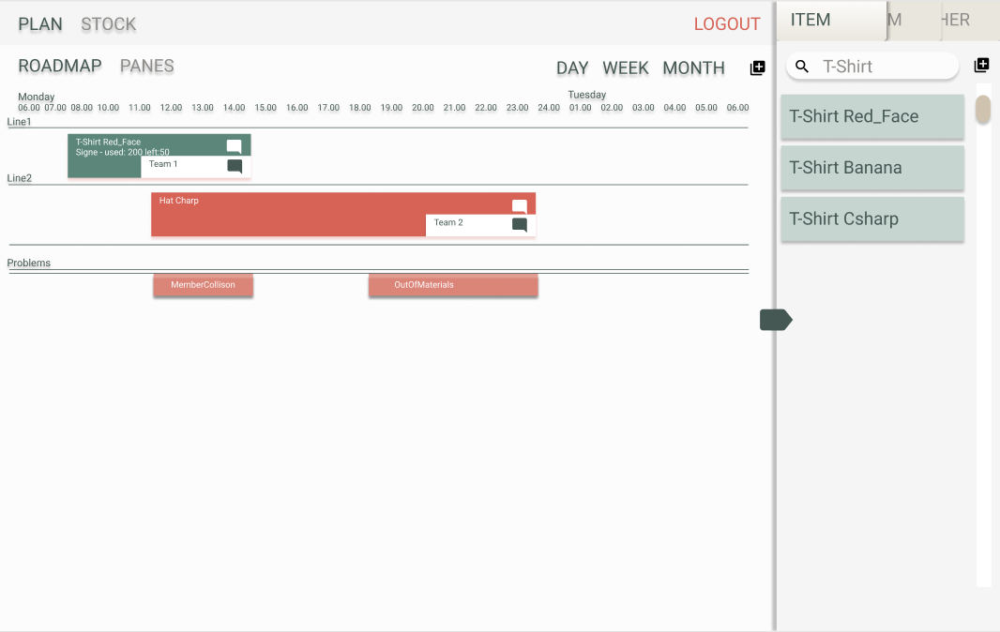 PLAN STOCK LOGOUT
ROADMAP PANES DAY WEEK MONTH
Monday Tuesday
06.00 07.00 08.00 10.00 11.00 12.00 13.00 14.00 15.00 16.00 17.00 18.00 19.00 20.00 21.00 22.00 23.00 24.00 01.00 02.00 03.00 04.00 05.00 06.00
Line1
T-Shirt Red_Face
Signe - used: 200 left:50
Team 1
Line2
Hat Charp
Team 2
Problems
MemberCollison OutOfMaterials
ITEM M HER
T-Shirt
T-Shirt Red_Face
T-Shirt Banana
T-Shirt Csharp